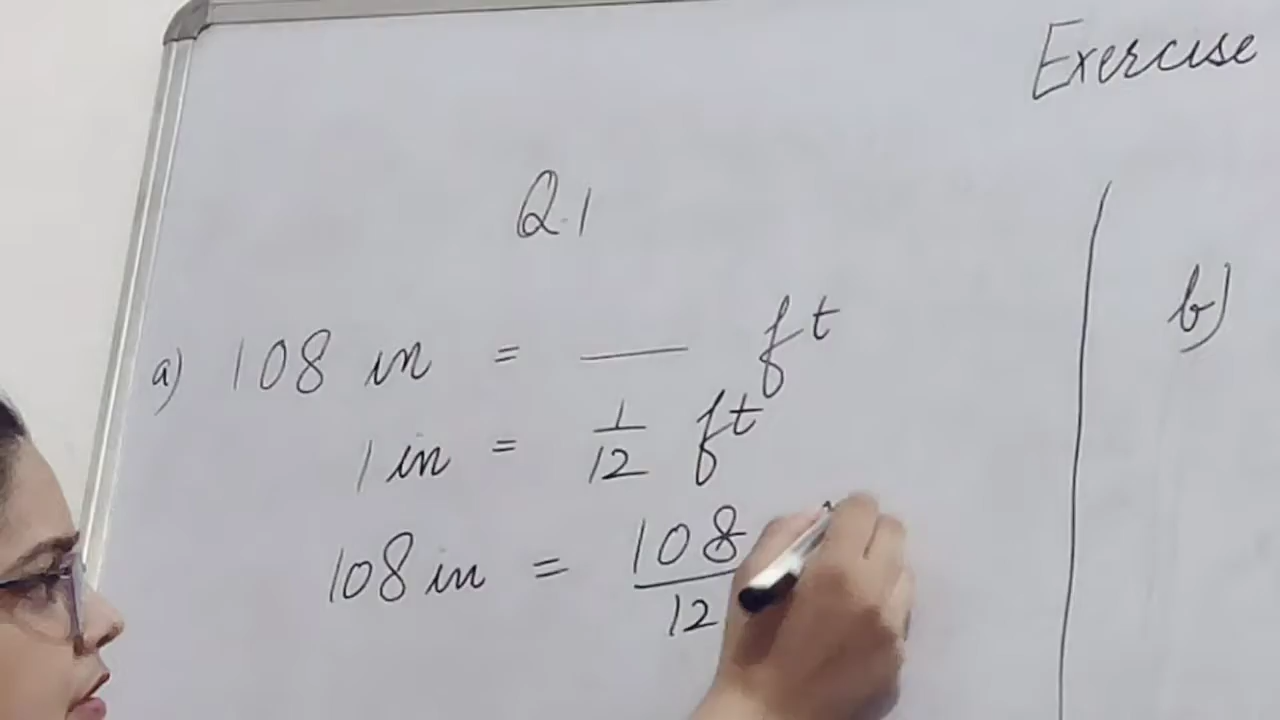 Exercise
Q.1
a) 108 in = ___ ft
1 in = 1/12 ft
108 in = 108/12
b)